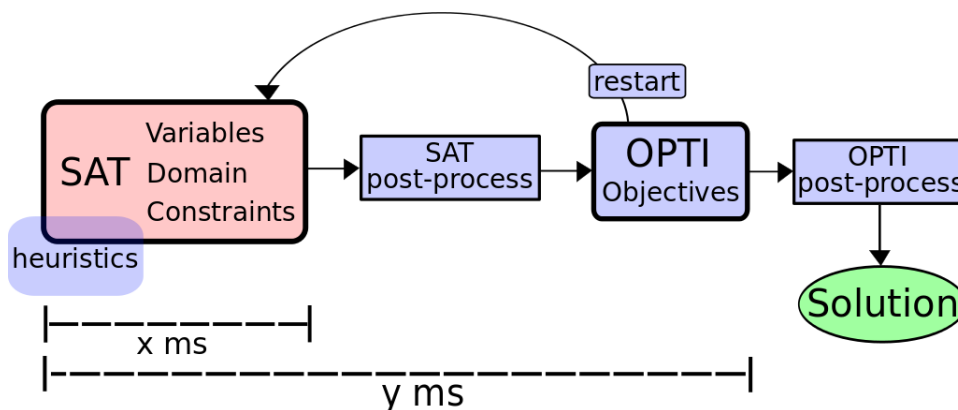 restart
SAT
Variables
Domain
Constraints
heuristics
SAT
post-process
OPTI
Objectives
OPTI
post-process
Solution
x ms
y ms